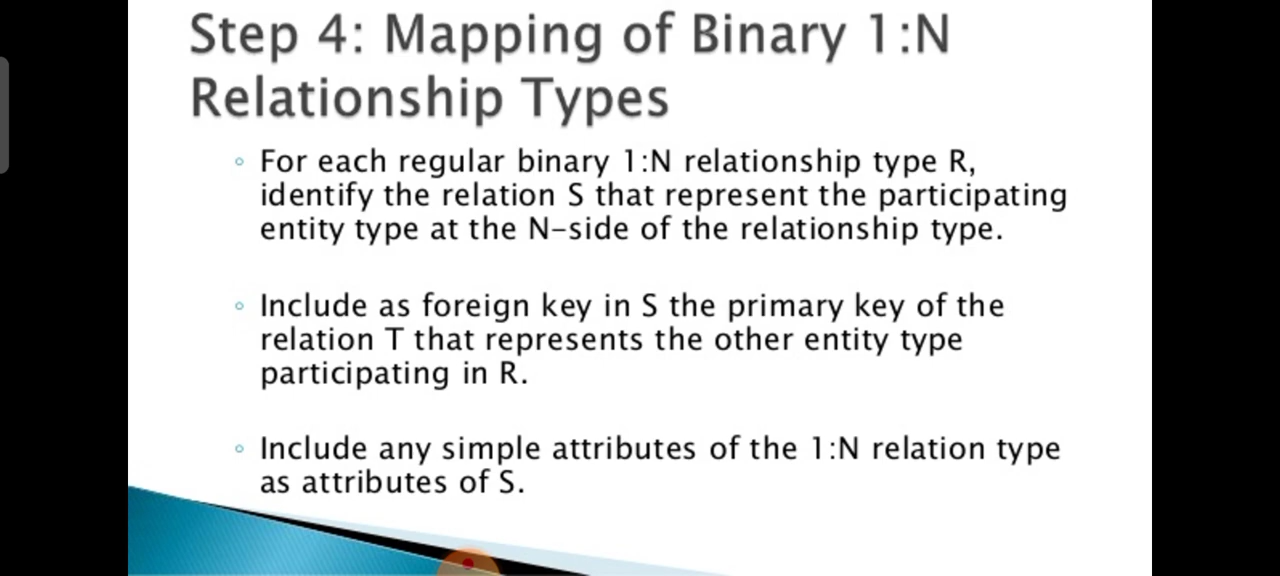 Step 4: Mapping of Binary 1:N
Relationship Types
◦ For each regular binary 1:N relationship type R,
identify the relation S that represent the participating
entity type at the N-side of the relationship type.
◦ Include as foreign key in S the primary key of the
relation T that represents the other entity type
participating in R.
◦ Include any simple attributes of the 1:N relation type
as attributes of S.